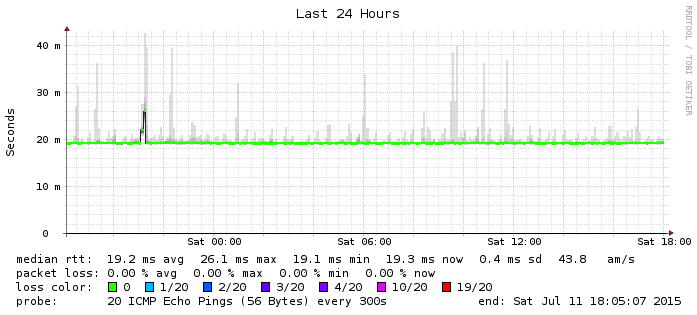 Last 24 Hours
RRDTOOL / TOBI OETIKER
Seconds
40 m
30 m
20 m
10 m
0
Sat 00:00 Sat 06:00 Sat 12:00 Sat 18:00
median rtt: 19.2 ms avg 26.1 ms max 19.1 ms min 19.3 ms now 0.4 ms sd 43.8 am/s
packet loss: 0.00 % avg 0.00 % max 0.00 % min 0.00 % now
loss color: 0 1/20 2/20 3/20 4/20 10/20 19/20
probe: 20 ICMP Echo Pings (56 Bytes) every 300s end: Sat Jul 11 18:05:07 2015